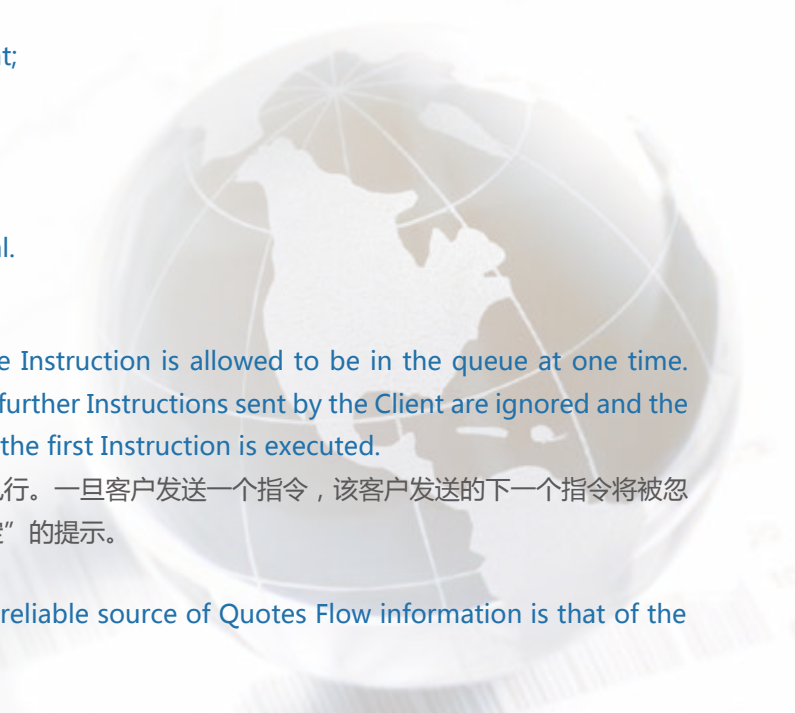 t;
l.
e Instruction is allowed to be in the queue at one time.
further Instructions sent by the Client are ignored and the
the first Instruction is executed.
行。一旦客户发送一个指令，该客户发送的下一个指令将被忽
”的提示。
reliable source of Quotes Flow information is that of the